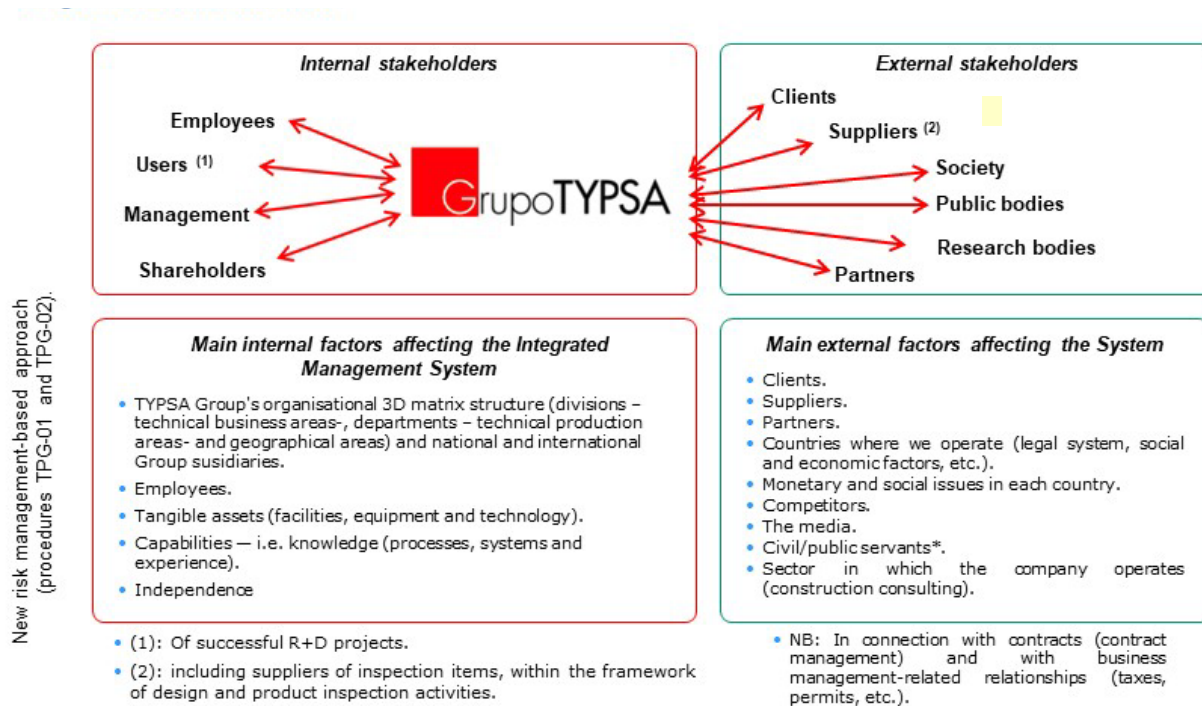 Internal stakeholders
Employees
Users (1)
Management
Shareholders
GrupoTYPSA
External stakeholders
Clients
Suppliers (2)
Society
Public bodies
Research bodies
Partners
New risk management-based approach
(procedures TPG-01 and TPG-02).
Main internal factors affecting the Integrated
Management System
• TYPSA Group's organisational 3D matrix structure (divisions –
technical business areas-, departments – technical production
areas- and geographical areas) and national and international
Group susidiaries.
• Employees.
• Tangible assets (facilities, equipment and technology).
• Capabilities — i.e. knowledge (processes, systems and
experience).
• Independence
• (1): Of successful R+D projects.
• (2): including suppliers of inspection items, within the framework
of design and product inspection activities.
Main external factors affecting the System
• Clients.
• Suppliers.
• Partners.
• Countries where we operate (legal system, social
and economic factors, etc.).
• Monetary and social issues in each country.
• Competitors.
• The media.
• Civil/public servants*.
• Sector in which the company operates
(construction consulting).
• NB: In connection with contracts (contract
management) and with business
management-related relationships (taxes,
permits, etc.).